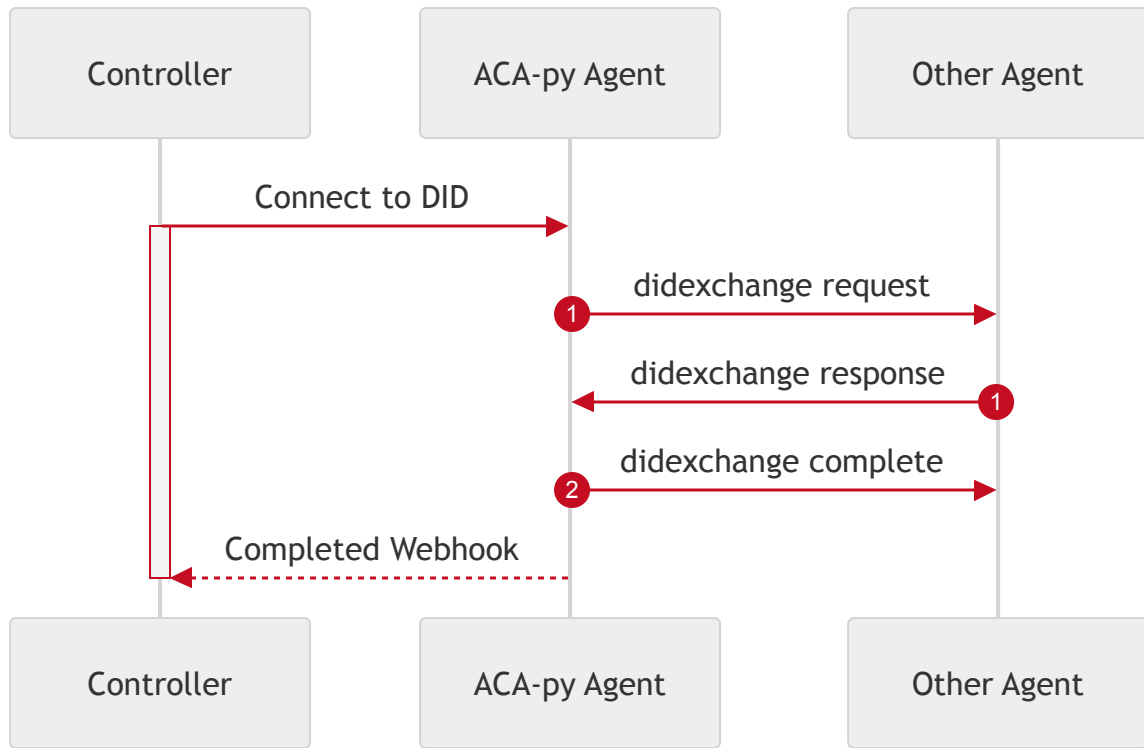 Controller
ACA-py Agent
Other Agent
Connect to DID
didexchange request
1
didexchange response
1
didexchange complete
2
Completed Webhook
Controller
ACA-py Agent
Other Agent